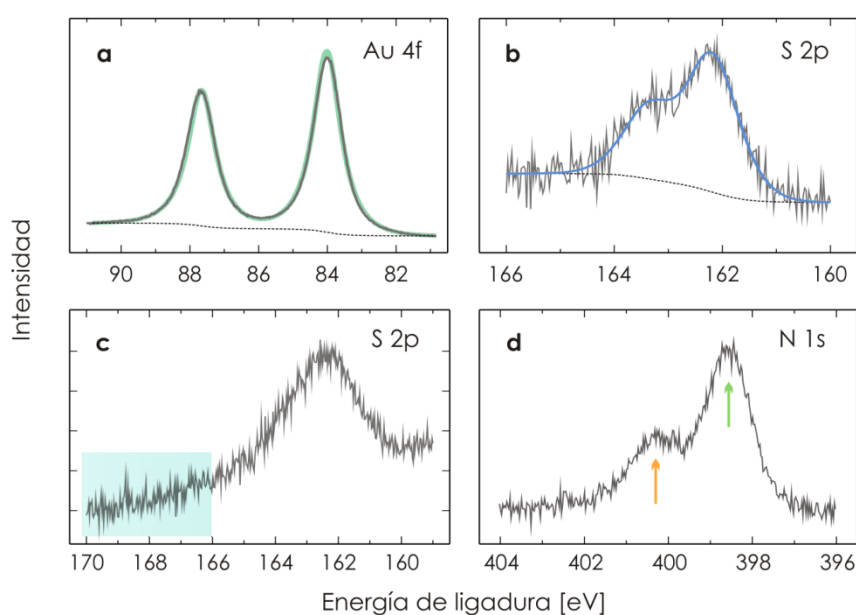 a Au 4f
90 88 86 84 82
b S 2p
166 164 162 160
Intensidad
c S 2p
170 168 166 164 162 160
d N 1s
404 402 400 398 396
Energía de ligadura [eV]